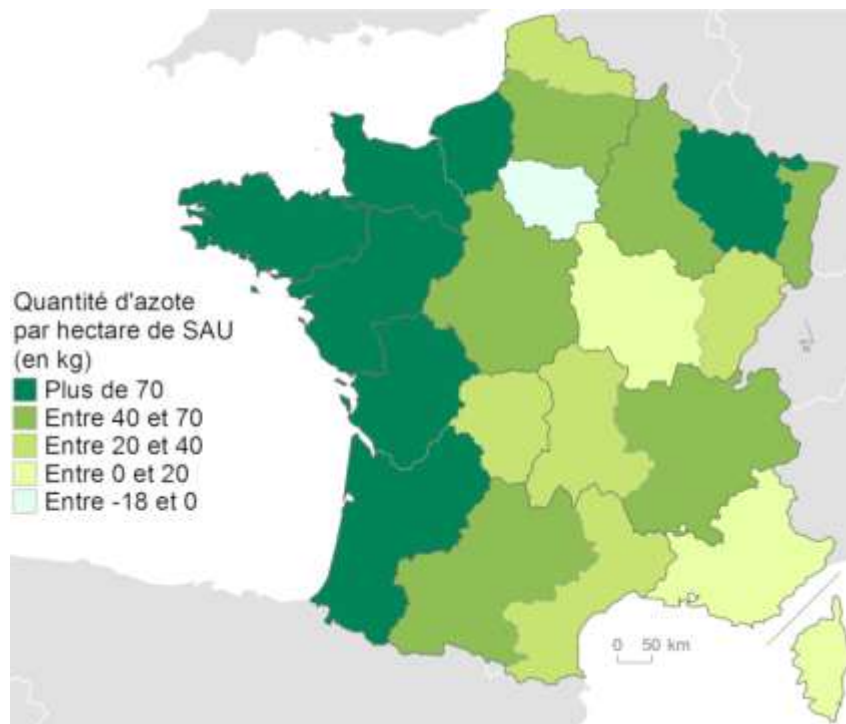 Quantité d'azote
par hectare de SAU
(en kg)
Plus de 70
Entre 40 et 70
Entre 20 et 40
Entre 0 et 20
Entre -18 et 0
0 50 km